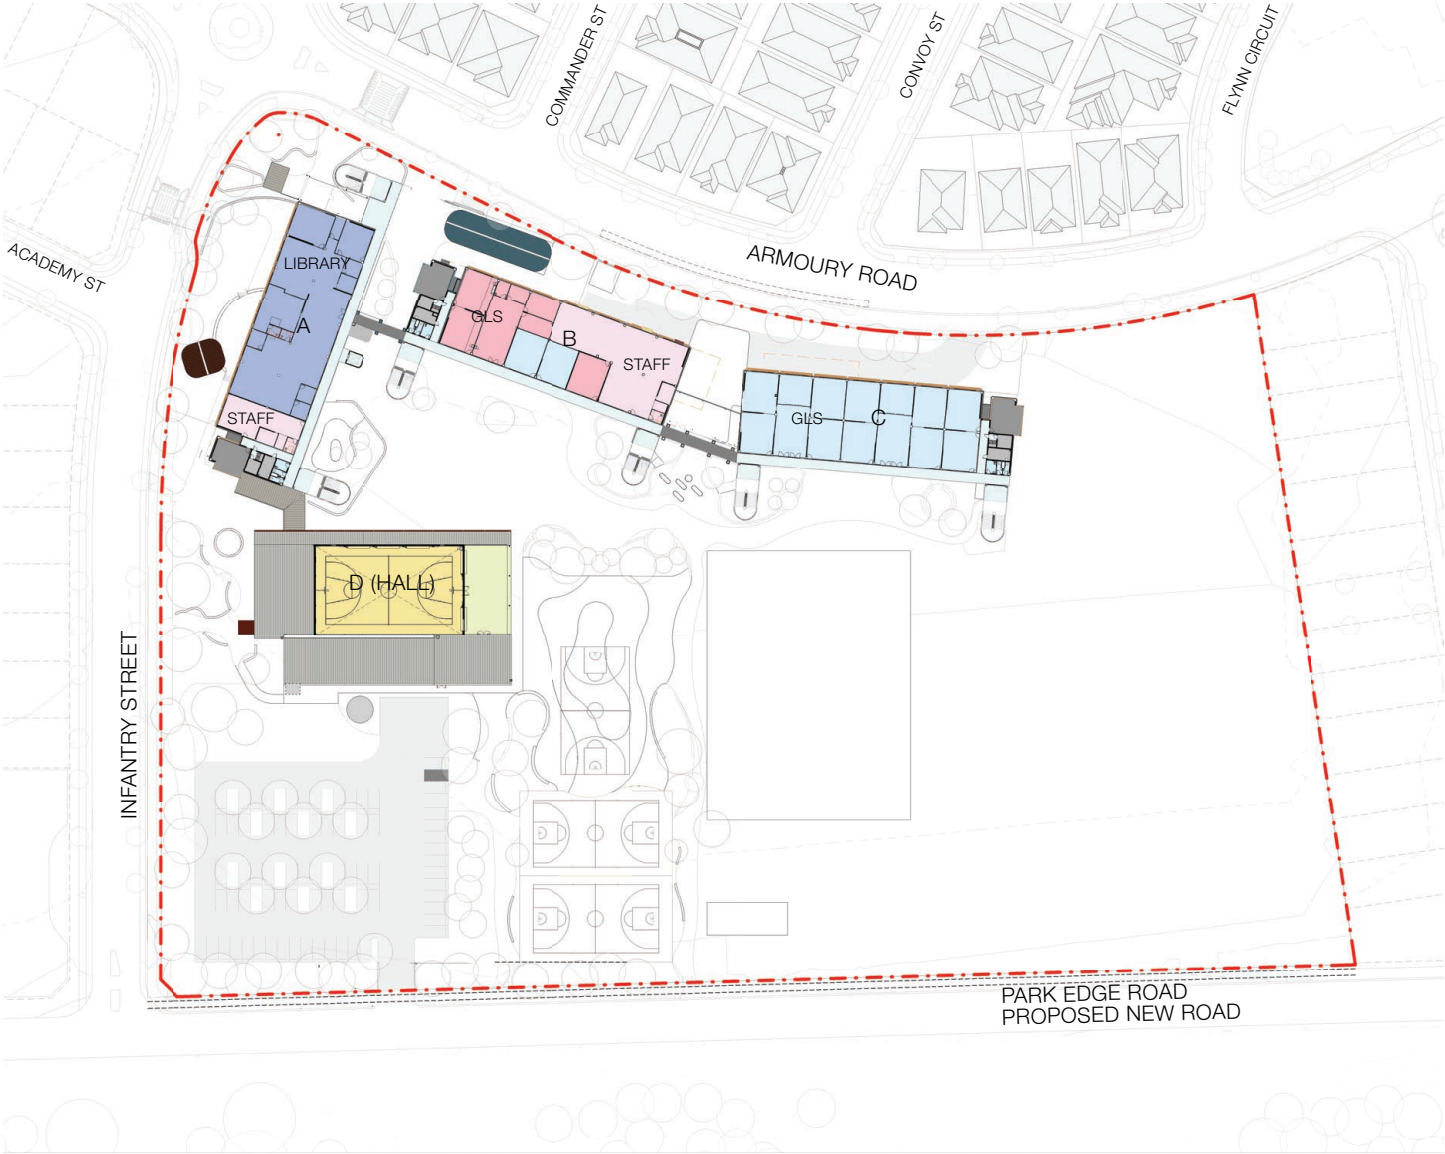 COMMANDER ST
CONVOY ST
FLYNN CIRCUIT
ACADEMY ST
ARMOURY ROAD
LIBRARY
A
GLS
B
STAFF
STAFF
GLS
C
D (HALL)
INFANTRY STREET
PARK EDGE ROAD
PROPOSED NEW ROAD